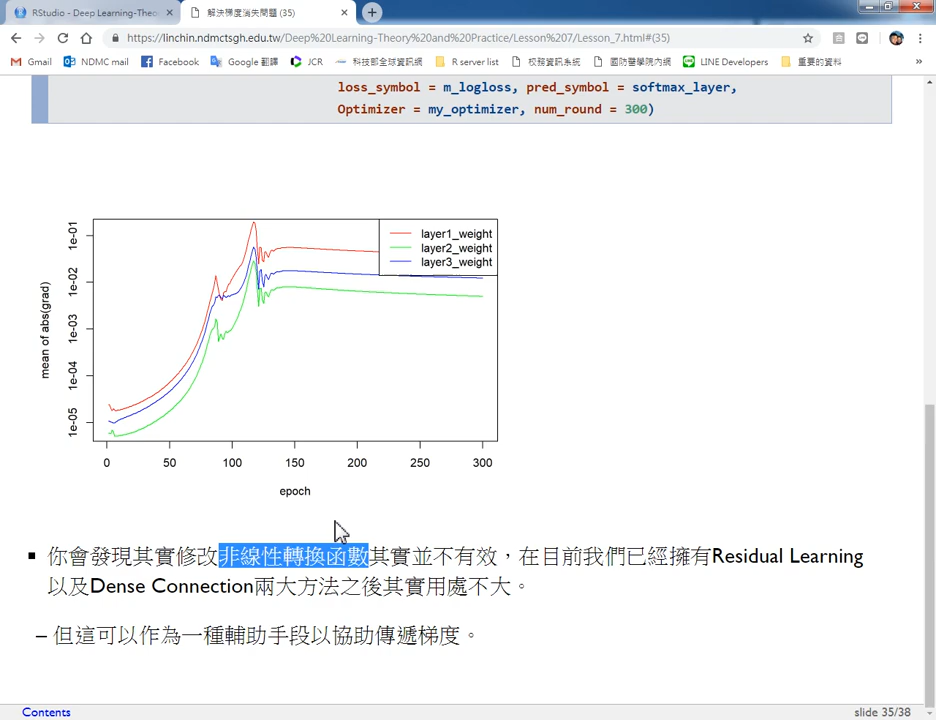 RStudio - Deep Learning-Theo
解決梯度消失問題 (35)
https://linchin.ndmctsgh.edu.tw/Deep%20Learning-Theory%20and%20Practice/Lesson%207/Lesson_7.html#(35)
Gmail
NDMC mail
Facebook
Google 翻譯
JCR
科技部全球資訊網
R server list
校務資訊系統
國防醫學院內網
LINE Developers
重要的資料
»
loss_symbol = m_logloss, pred_symbol = softmax_layer,
Optimizer = my_optimizer, num_round = 300)
layer1_weight
layer2_weight
layer3_weight
mean of abs(grad)
1e-01
1e-02
1e-03
1e-04
1e-05
0 50 100 150 200 250 300
epoch
你會發現其實修改非線性轉換函數其實並不有效，在目前我們已經擁有Residual Learning
以及Dense Connection兩大方法之後其實用處不大。
– 但這可以作為一種輔助手段以協助傳遞梯度。
Contents
slide 35/38